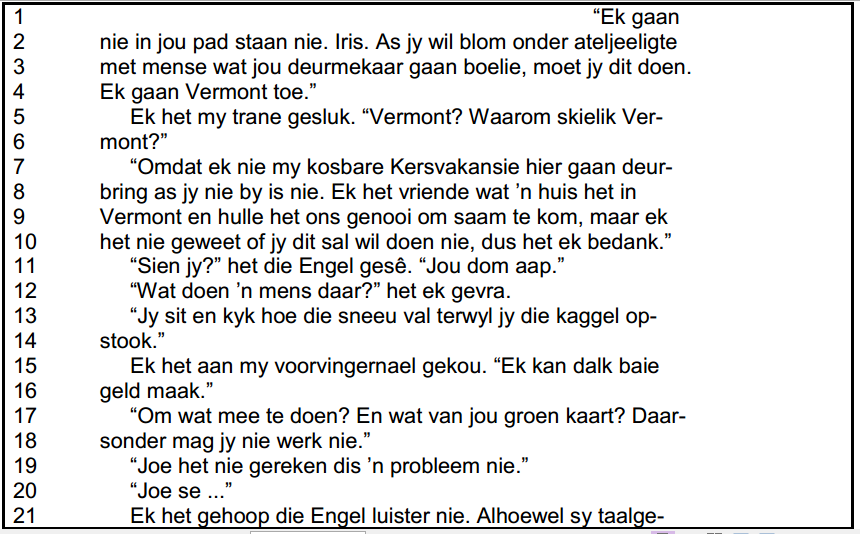 1 “Ek gaan
2 nie in jou pad staan nie. Iris. As jy wil blom onder ateljeeligte
3 met mense wat jou deurmekaar gaan boelie, moet jy dit doen.
4 Ek gaan Vermont toe.”
5 Ek het my trane gesluk. “Vermont? Waarom skielik Ver-
6 mont?”
7 “Omdat ek nie my kosbare Kersvakansie hier gaan deur-
8 bring as jy nie by is nie. Ek het vriende wat ’n huis het in
9 Vermont en hulle het ons genooi om saam te kom, maar ek
10 het nie geweet of jy dit sal wil doen nie, dus het ek bedank.”
11 “Sien jy?” het die Engel gesê. “Jou dom aap.”
12 “Wat doen ’n mens daar?” het ek gevra.
13 “Jy sit en kyk hoe die sneeu val terwyl jy die kaggel op-
14 stook.”
15 Ek het aan my voorvingernael gekou. “Ek kan dalk baie
16 geld maak.”
17 “Om wat mee te doen? En wat van jou groen kaart? Daar-
18 sonder mag jy nie werk nie.”
19 “Joe het nie gereken dis ’n probleem nie.”
20 “Joe se ...”
21 Ek het gehoop die Engel luister nie. Alhoewel sy taalge-